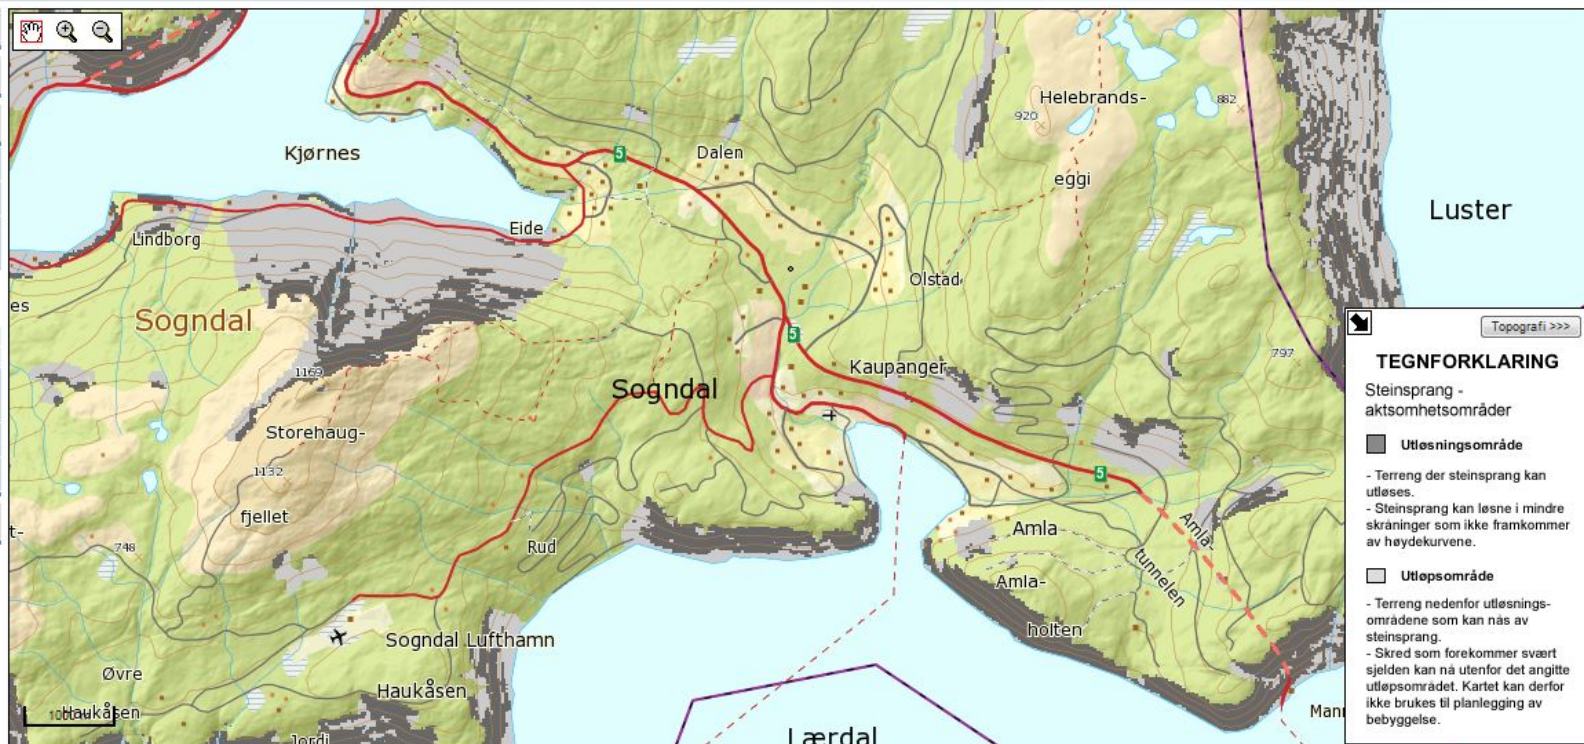 Kjørnes
5
Dalen
Helebrands-
920
882
eggi
Luster
Lindborg
Eide
Olstad
es
Sogndal
5
Topografi >>>
797
TEGNFORKLARING
Steinsprang -
aktsomhetsområder
1169
Kaupanger
Sogndal
Storehaug-
Utløsningsområde
1132
5
- Terreng der steinsprang kan
utløses.
- Steinsprang kan løsne i mindre
skråninger som ikke framkommer
av høydekurvene.
fjellet
t-
748
Rud
Amla
Amla-
tunnelen
Utløpsområde
Amla-
holten
- Terreng nedenfor utløsnings-
områdene som kan nås av
steinsprang.
- Skred som forekommer svært
sjelden kan nå utenfor det angitte
utløpsområdet. Kartet kan derfor
ikke brukes til planlegging av
bebyggelse.
Sogndal Lufthamn
Øvre
Haukåsen
Haukåsen
Mann
Jordi
Lærdal